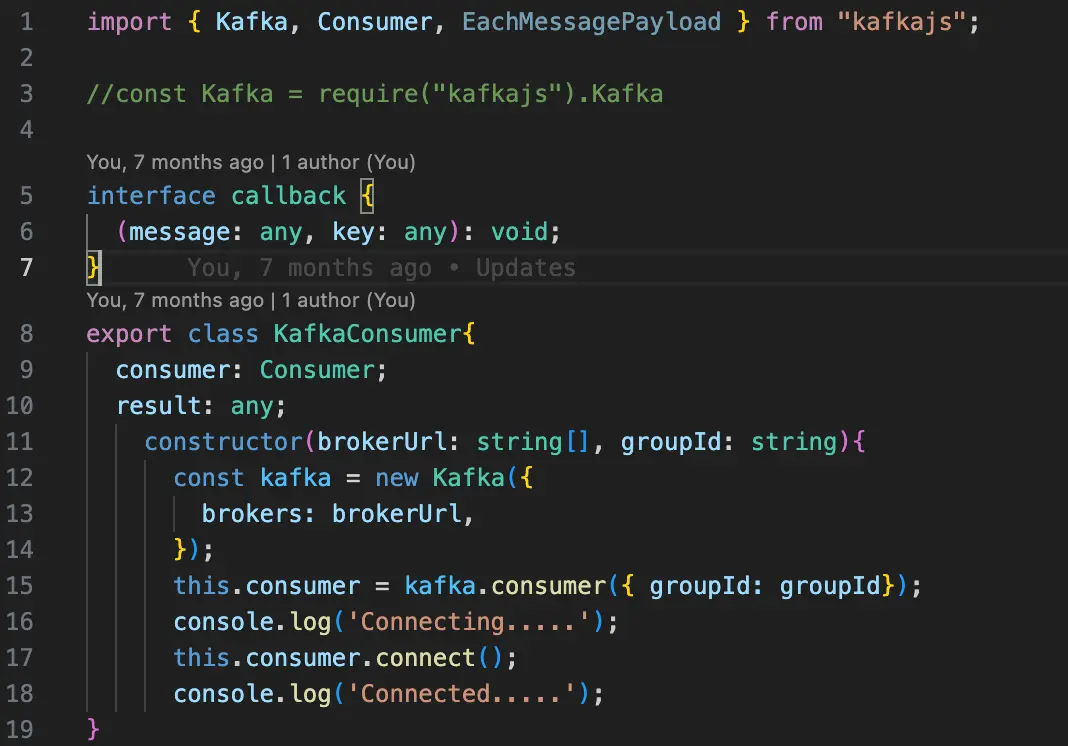 1 import { Kafka, Consumer, EachMessagePayload } from "kafkajs";
2
3 //const Kafka = require("kafkajs").Kafka
4
You, 7 months ago | 1 author (You)
5 interface callback {
6 (message: any, key: any): void;
7 } You, 7 months ago • Updates
You, 7 months ago | 1 author (You)
8 export class KafkaConsumer{
9 consumer: Consumer;
10 result: any;
11 constructor(brokerUrl: string[], groupId: string){
12 const kafka = new Kafka({
13 brokers: brokerUrl,
14 });
15 this.consumer = kafka.consumer({ groupId: groupId});
16 console.log('Connecting.....');
17 this.consumer.connect();
18 console.log('Connected.....');
19 }